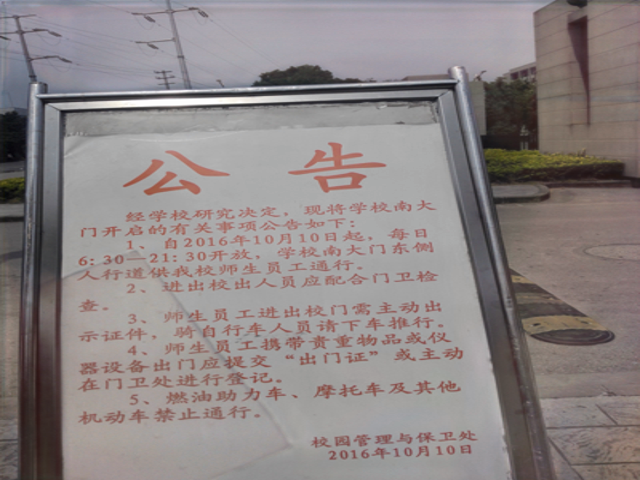 公 告
经学校研究决定，现将学校南大
门开启的有关事项公告如下：
1、自2016年10月10日起，每日
6：30—21：30开放，学校南大门东侧
人行道供我校师生员工通行。
2、进出校出人员应配合门卫检
查。
3、师生员工进出校门需主动出
示证件，骑自行车人员请下车推行。
4、师生员工携带贵重物品或仪
器设备出门应提交“出门证”或主动
在门卫处进行登记。
5、燃油助力车、摩托车及其他
机动车禁止通行。
校园管理与保卫处
2016年10月10日